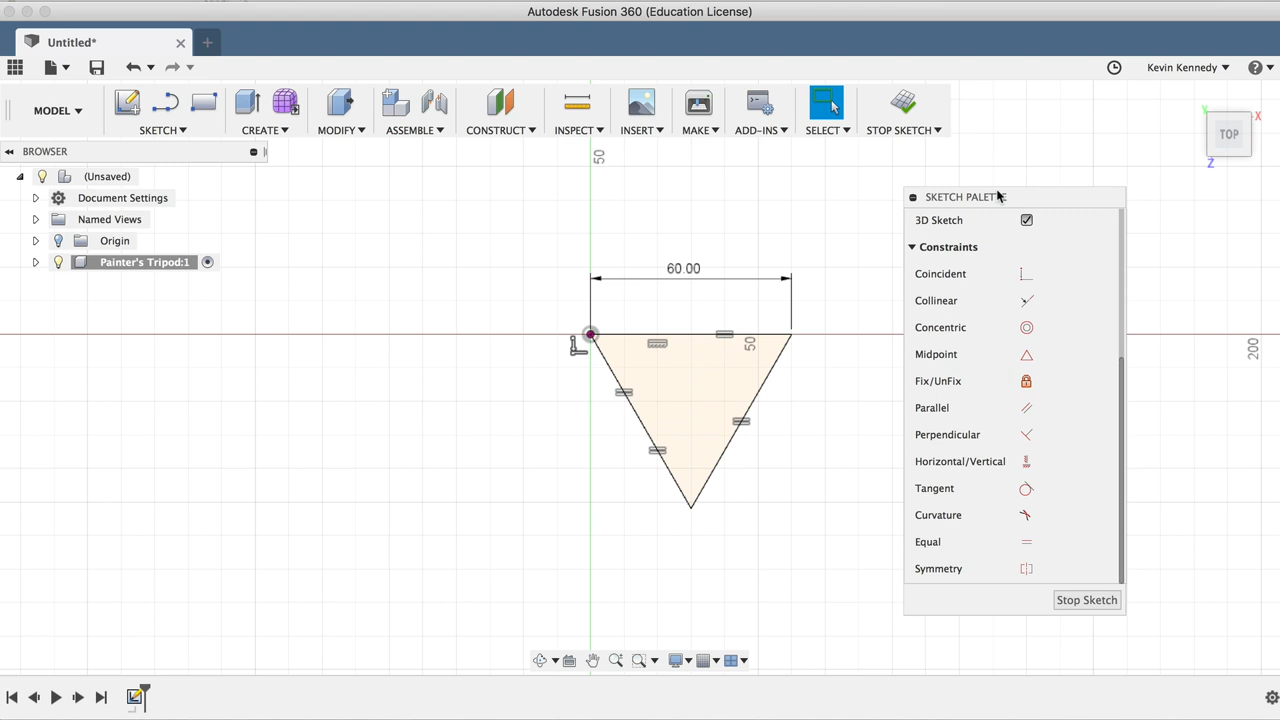 Autodesk Fusion 360 (Education License)
Untitled*
Kevin Kennedy
MODEL
SKETCH
CREATE
MODIFY
ASSEMBLE
CONSTRUCT
INSPECT
INSERT
MAKE
ADD-INS
SELECT
STOP SKETCH
BROWSER
(Unsaved)
Document Settings
Named Views
Origin
Painter's Tripod:1
50
60.00
50
200
Y
X
TOP
Z
SKETCH PALETTE
3D Sketch
Constraints
Coincident
Collinear
Concentric
Midpoint
Fix/UnFix
Parallel
Perpendicular
Horizontal/Vertical
Tangent
Curvature
Equal
Symmetry
Stop Sketch